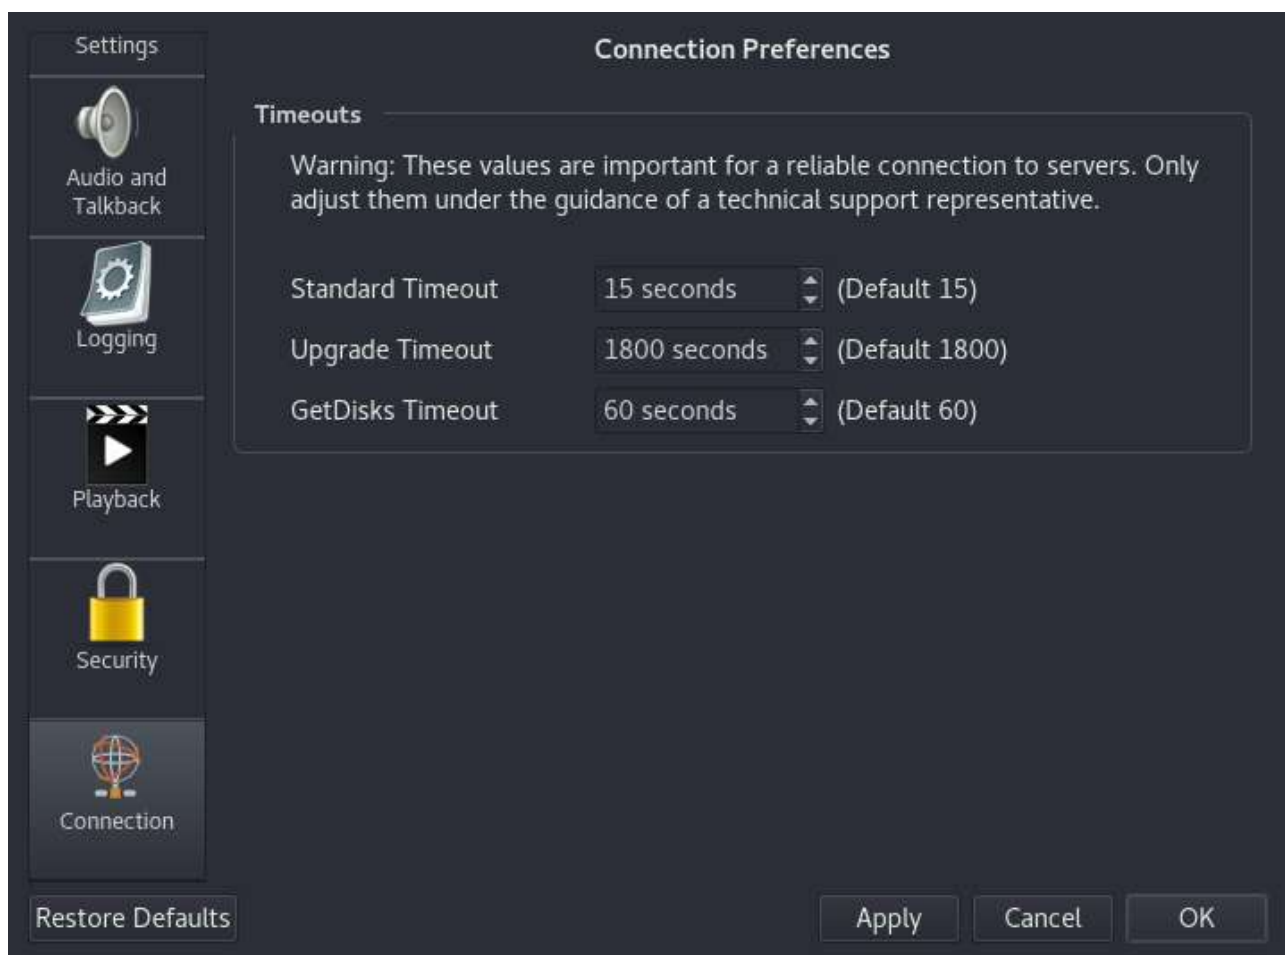 Settings
Audio and
Talkback
Logging
Playback
Security
Connection
Connection Preferences
Timeouts
Warning: These values are important for a reliable connection to servers. Only
adjust them under the guidance of a technical support representative.
Standard Timeout 15 seconds (Default 15)
Upgrade Timeout 1800 seconds (Default 1800)
GetDisks Timeout 60 seconds (Default 60)
Restore Defaults Apply Cancel OK